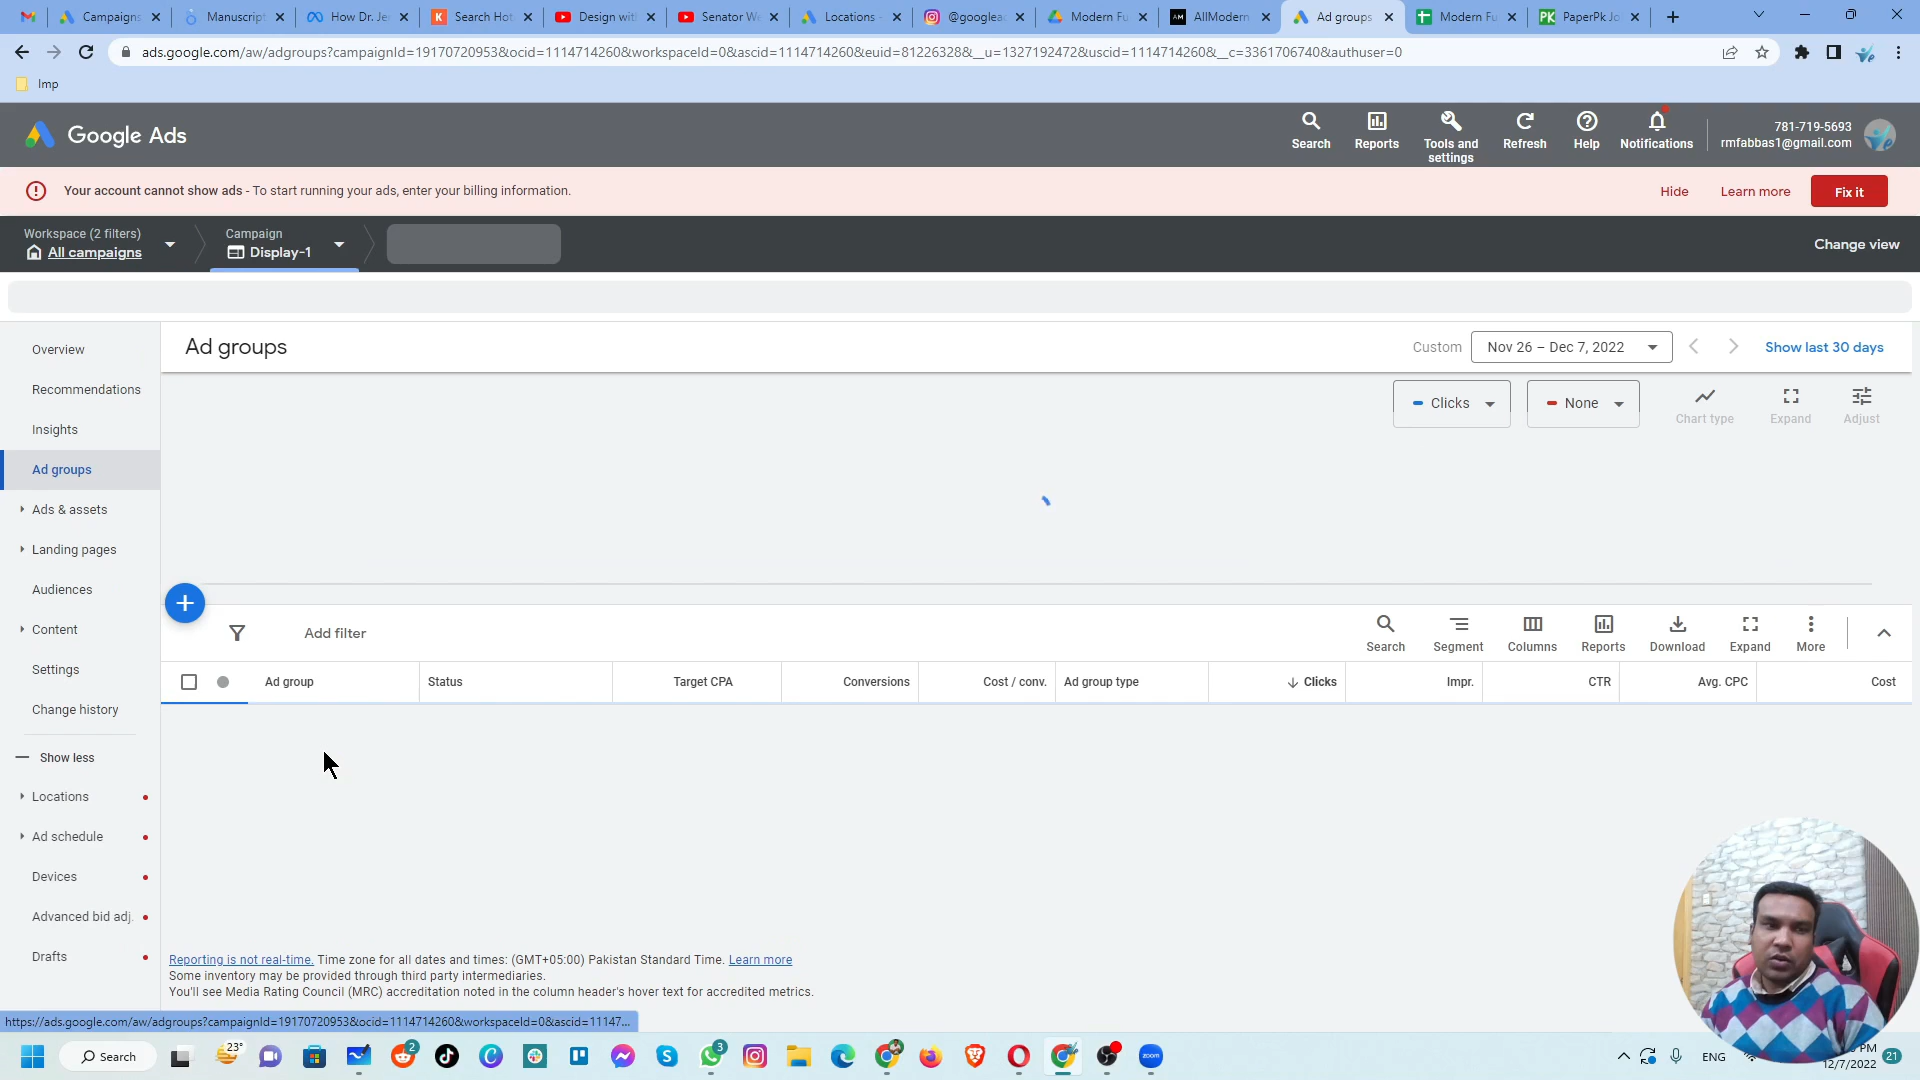 Campaigns
Manuscript
How Dr. Je
Search Hot
Design with
Senator We
Locations -
@googlead
Modern Fu
AllModern
Ad groups
Modern Fu
PaperPk Jo
ads.google.com/aw/adgroups?campaignId=19170720953&ocid=1114714260&workspaceId=0&ascid=1114714260&euid=81226328&__u=1327192472&uscid=1114714260&__c=3361706740&authuser=0
Imp
Google Ads
Search
Reports
Tools and settings
Refresh
Help
Notifications
781-719-5693
rmfabbas1@gmail.com
Your account cannot show ads - To start running your ads, enter your billing information.
Hide
Learn more
Fix it
Workspace (2 filters)
All campaigns
Campaign
Display-1
Change view
Overview
Recommendations
Insights
Ad groups
Ads & assets
Landing pages
Audiences
Content
Settings
Change history
Show less
Locations
Ad schedule
Devices
Advanced bid adj.
Drafts
Ad groups
Custom
Nov 26 – Dec 7, 2022
Show last 30 days
Clicks
None
Chart type
Expand
Adjust
Add filter
Search
Segment
Columns
Reports
Download
Expand
More
Ad group
Status
Target CPA
Conversions
Cost / conv.
Ad group type
Clicks
Impr.
CTR
Avg. CPC
Cost
Reporting is not real-time. Time zone for all dates and times: (GMT+05:00) Pakistan Standard Time. Learn more
Some inventory may be provided through third party intermediaries.
You'll see Media Rating Council (MRC) accreditation noted in the column header's hover text for accredited metrics.
https://ads.google.com/aw/adgroups?campaignId=19170720953&ocid=1114714260&workspaceId=0&ascid=11147...
Search
23°
2
3
zoom
ENG
PM
12/7/2022
21